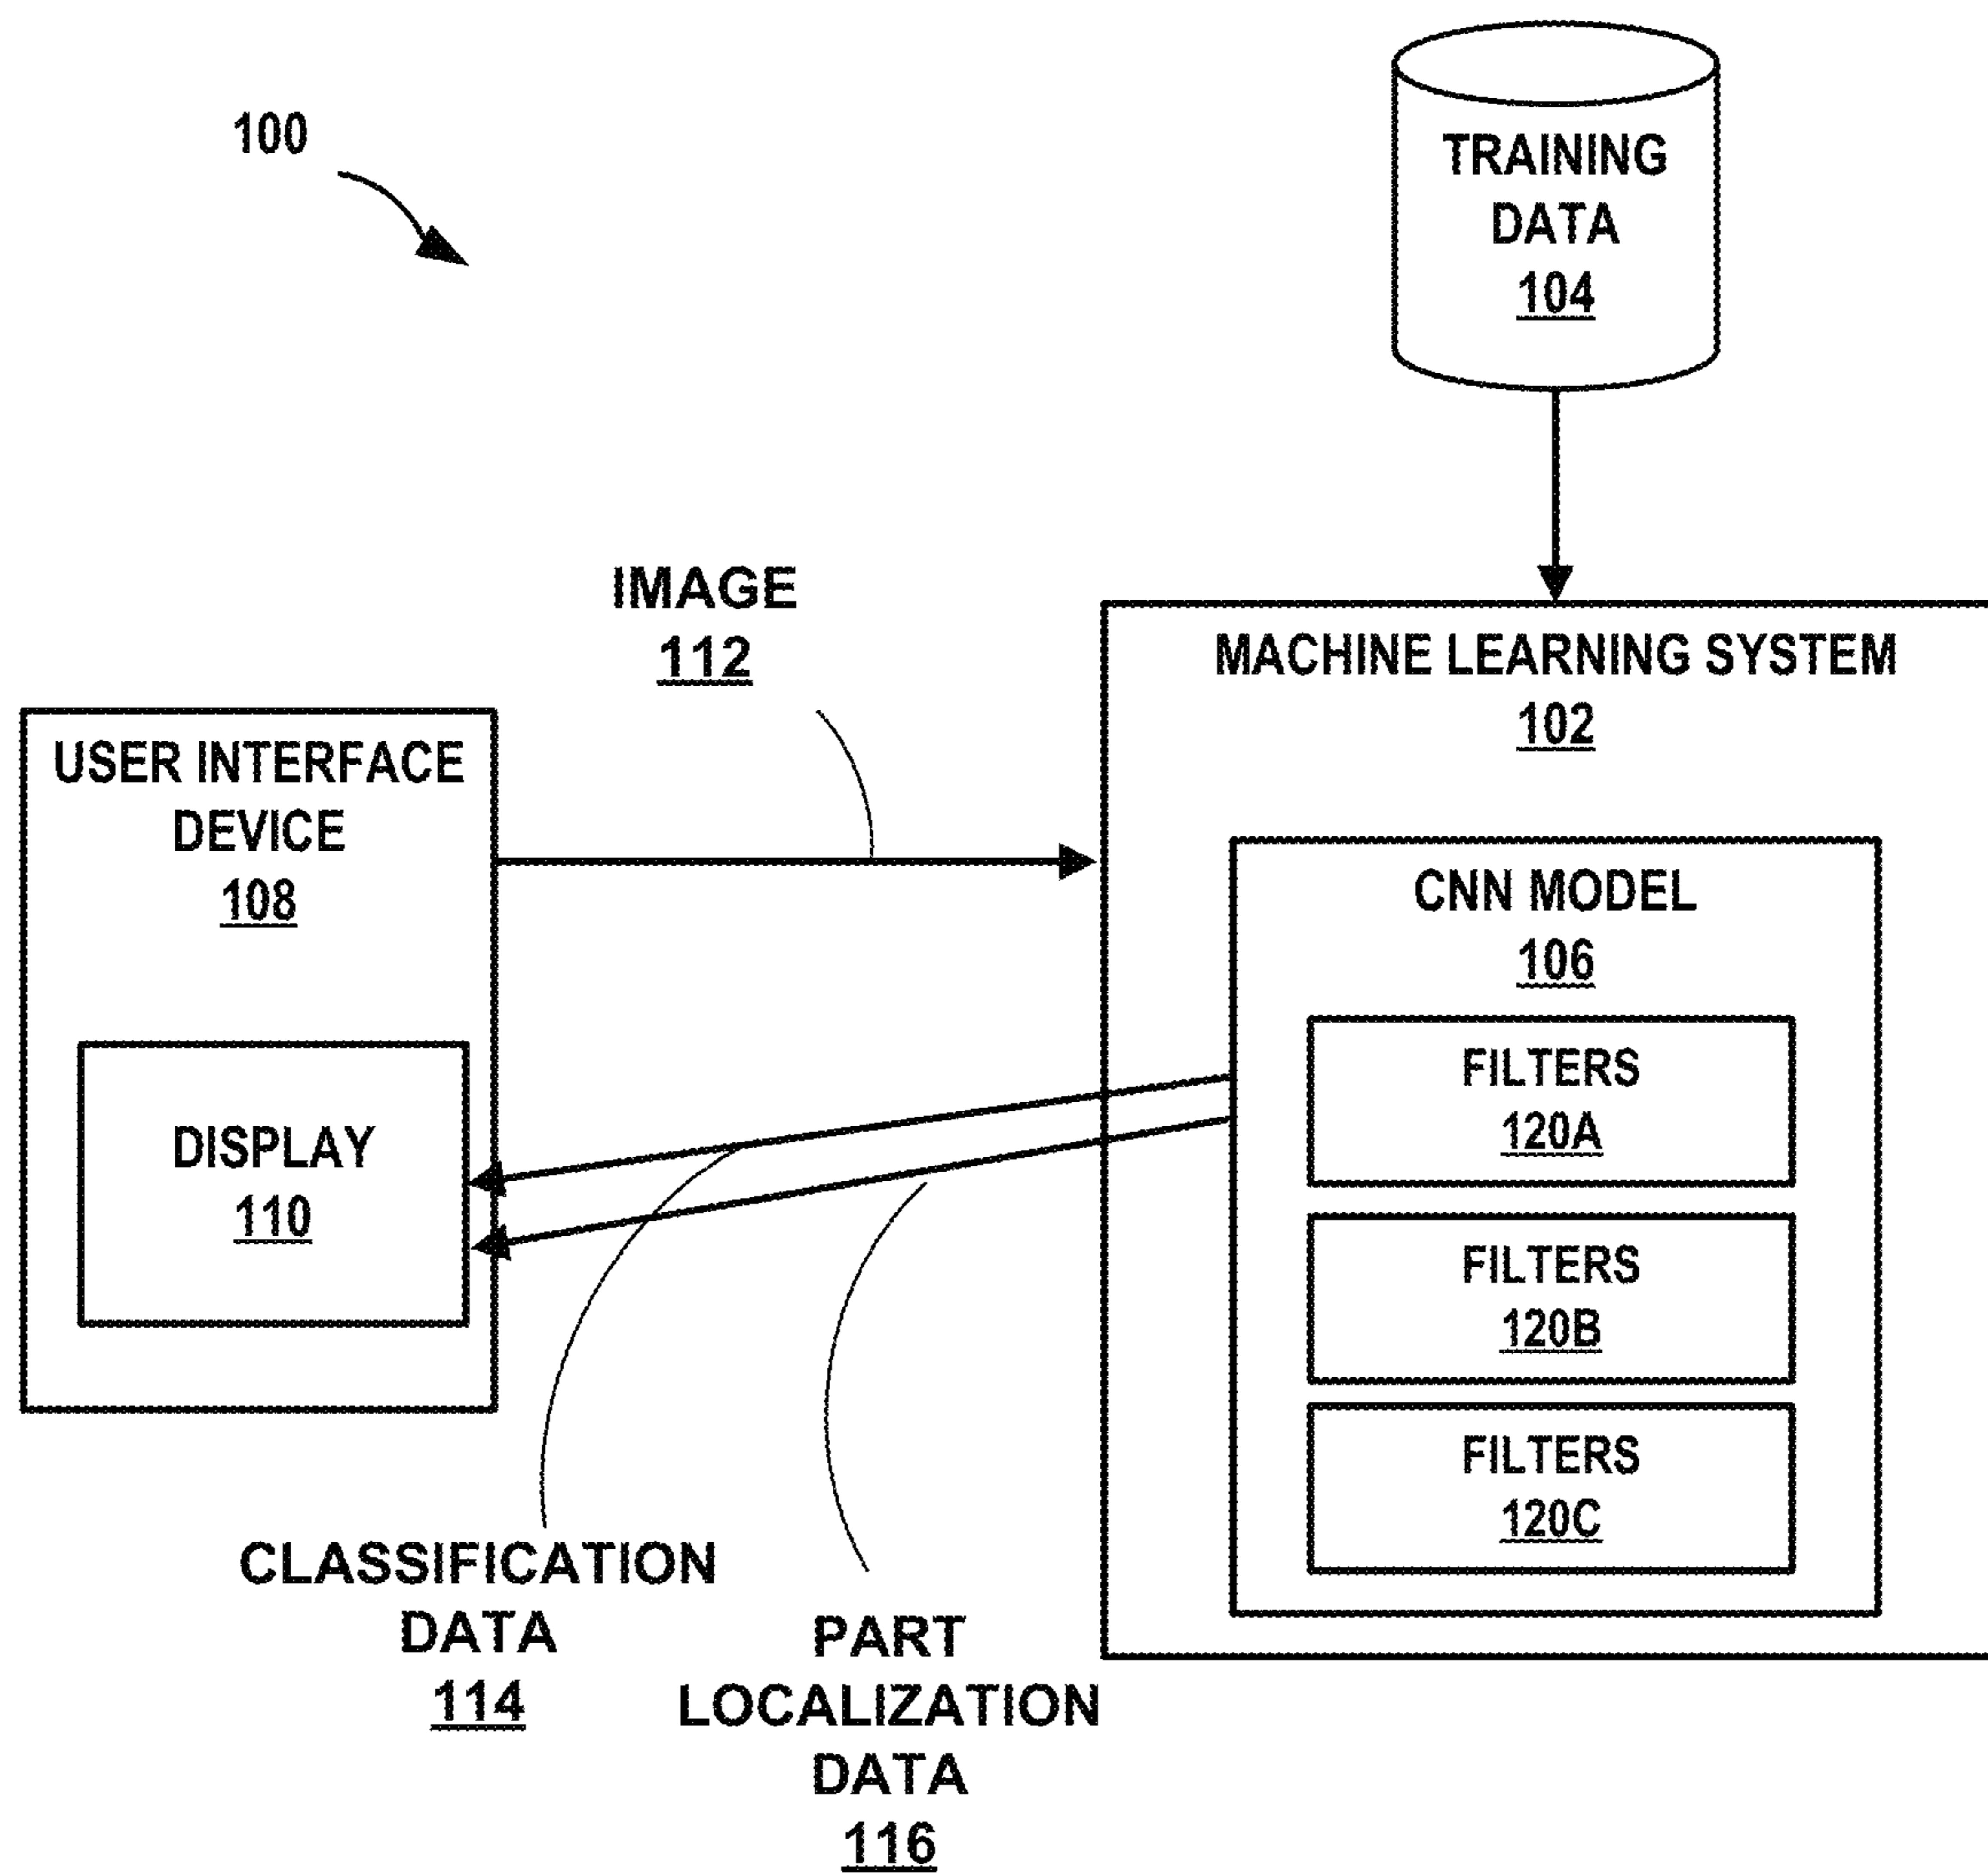 100
TRAINING
DATA
104
IMAGE
112
MACHINE LEARNING SYSTEM
102
USER INTERFACE
DEVICE
108
CNN MODEL
106
FILTERS
120A
DISPLAY
110
FILTERS
120B
FILTERS
120C
CLASSIFICATION
DATA
114
PART
LOCALIZATION
DATA
116